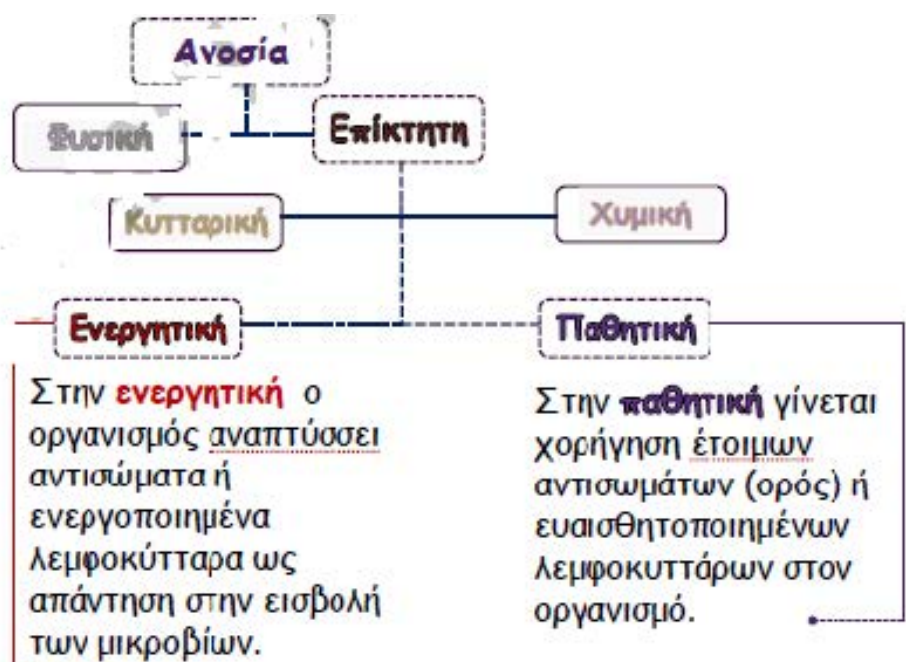 Ανοσία
Φυσική
Επίκτητη
Κυτταρική
Χυμική
Ενεργητική
Παθητική
Στην ενεργητική ο
οργανισμός αναπτύσσει
αντισώματα ή
ενεργοποιημένα
λεμφοκύτταρα ως
απάντηση στην εισβολή
των μικροβίων.
Στην παθητική γίνεται
χορήγηση έτοιμων
αντισωμάτων (ορός) ή
ευαισθητοποιημένων
λεμφοκυττάρων στον
οργανισμό.